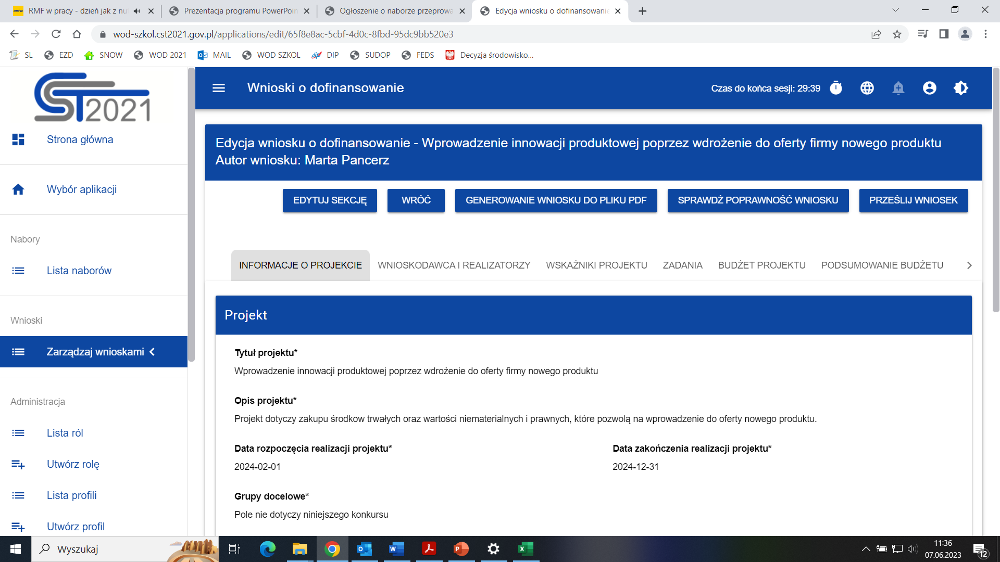 RMF w pracy - dzień jak z nu
Prezentacja programu PowerPoin
Ogłoszenie o naborze przeprowa
Edycja wniosku o dofinansowanie
wod-szkol.cst2021.gov.pl/applications/edit/65f8e8ac-5cbf-4d0c-8fbd-95dc9bb520e3
SL EZD SNOW WOD 2021 MAIL WOD SZKOL DIP SUDOP FEDS Decyzja środowisko...
CST2021
Strona główna
Wybór aplikacji
Nabory
Lista naborów
Wnioski
Zarządzaj wnioskami
Administracja
Lista ról
Utwórz rolę
Lista profili
Utwórz profil
Wnioski o dofinansowanie
Czas do końca sesji: 29:39
Edycja wniosku o dofinansowanie - Wprowadzenie innowacji produktowej poprzez wdrożenie do oferty firmy nowego produktu
Autor wniosku: Marta Pancerz
EDYTUJ SEKCJĘ WRÓĆ GENEROWANIE WNIOSKU DO PLIKU PDF SPRAWDŹ POPRAWNOŚĆ WNIOSKU PRZEŚLIJ WNIOSEK
INFORMACJE O PROJEKCIE WNIOSKODAWCA I REALIZATORZY WSKAŹNIKI PROJEKTU ZADANIA BUDŻET PROJEKTU PODSUMOWANIE BUDŻETU
Projekt
Tytuł projektu*
Wprowadzenie innowacji produktowej poprzez wdrożenie do oferty firmy nowego produktu
Opis projektu*
Projekt dotyczy zakupu środkow trwałych oraz wartości niematerialnych i prawnych, które pozwolą na wprowadzenie do oferty nowego produktu.
Data rozpoczęcia realizacji projektu* Data zakończenia realizacji projektu*
2024-02-01 2024-12-31
Grupy docelowe*
Pole nie dotyczy niniejszego konkursu
Wyszukaj
11:36
07.06.2023
12